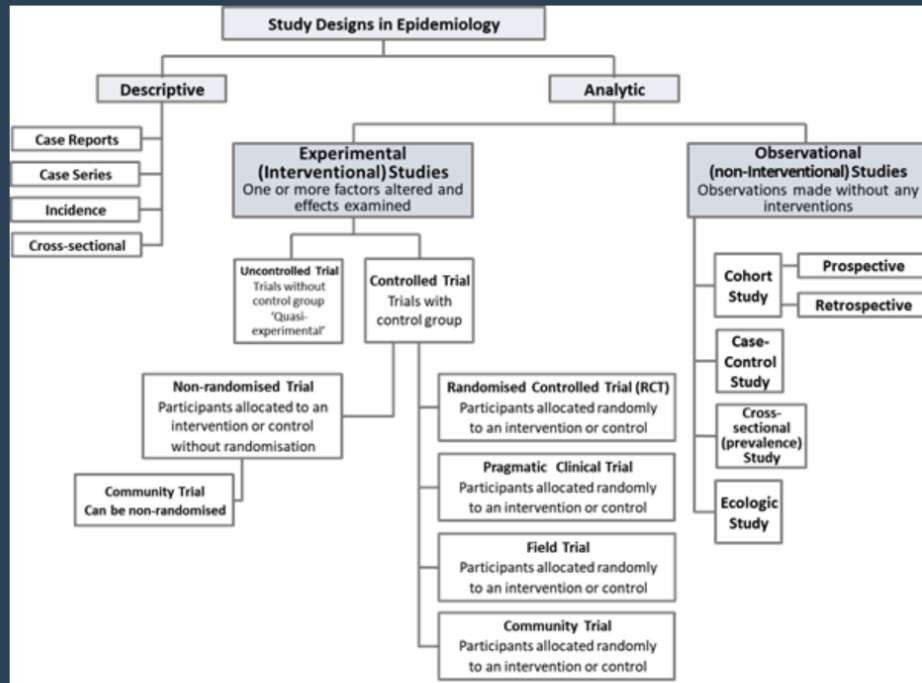 Study Designs in Epidemiology
Descriptive
Analytic
Case Reports
Case Series
Incidence
Cross-sectional
Experimental
(Interventional) Studies
One or more factors altered and
effects examined
Observational
(non-Interventional) Studies
Observations made without any
interventions
Uncontrolled Trial
Trials without
control group
‘Quasi-
experimental’
Controlled Trial
Trials with
control group
Cohort
Study
Prospective
Retrospective
Case-
Control
Study
Cross-
sectional
(prevalence)
Study
Ecologic
Study
Non-randomised Trial
Participants allocated to an
intervention or control
without randomisation
Community Trial
Can be non-randomised
Randomised Controlled Trial (RCT)
Participants allocated randomly
to an intervention or control
Pragmatic Clinical Trial
Participants allocated randomly
to an intervention or control
Field Trial
Participants allocated randomly
to an intervention or control
Community Trial
Participants allocated randomly
to an intervention or control